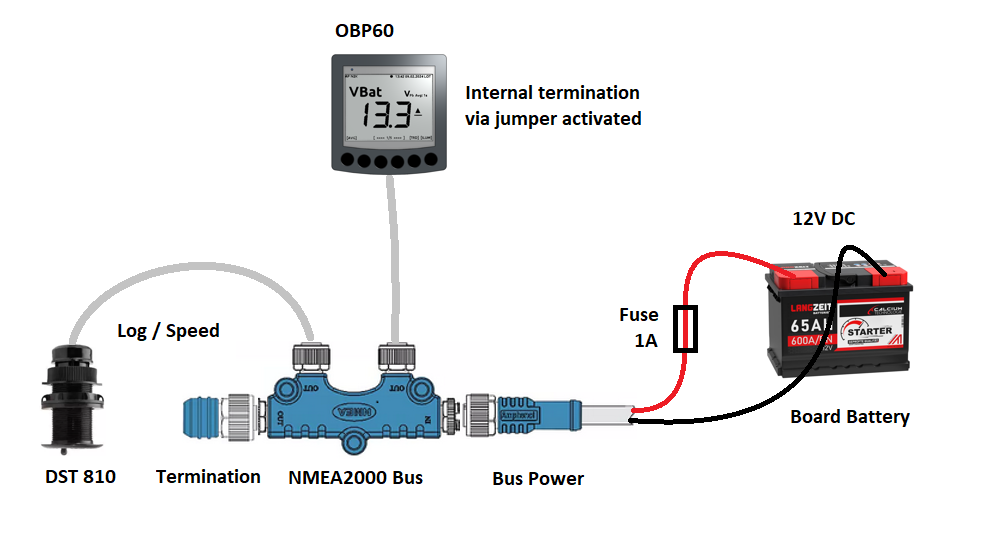 OBP60
VBat
13.3
V
Internal termination
via jumper activated
12V DC
Log / Speed
Fuse
1A
LANGZEIT
65Ah
600A/EN
CALCIUM
STARTER
OUT
OUT
OUT
NMEA
IN
Amphenol
Board Battery
DST 810
Termination
NMEA2000 Bus
Bus Power